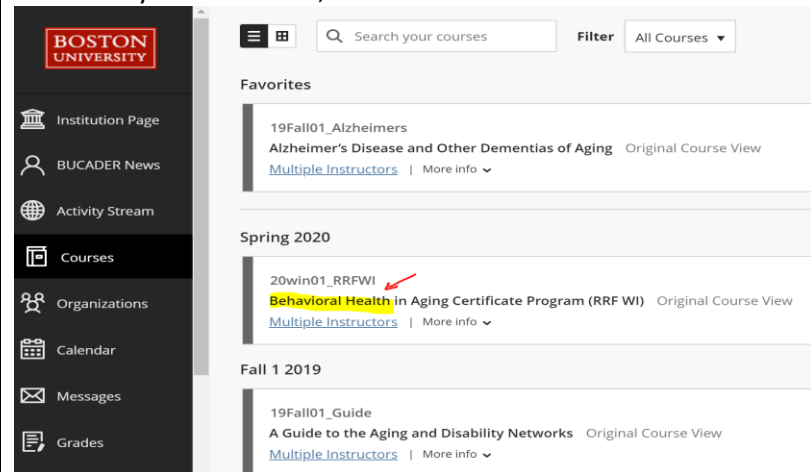 BOSTON
UNIVERSITY
Institution Page
BUCADER News
Activity Stream
Courses
Organizations
Calendar
Messages
Grades
Search your courses
Filter All Courses
Favorites
19Fall01_Alzheimers
Alzheimer's Disease and Other Dementias of Aging Original Course View
Multiple Instructors | More info
Spring 2020
20win01_RRFWI
Behavioral Health in Aging Certificate Program (RRF WI) Original Course View
Multiple Instructors | More info
Fall 1 2019
19Fall01_Guide
A Guide to the Aging and Disability Networks Original Course View
Multiple Instructors | More info